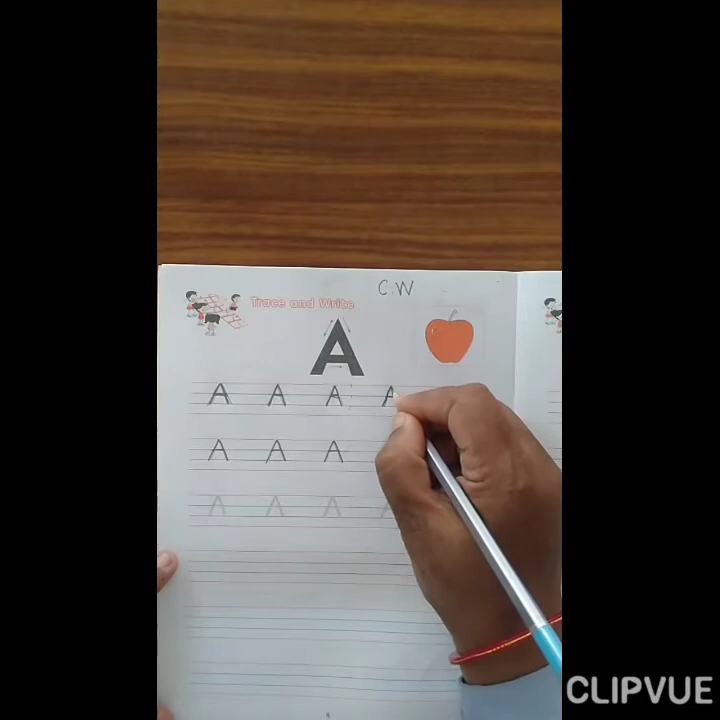 C.W
Trace and Write
A
A A A A
A A A
A A A
CLIPVUE